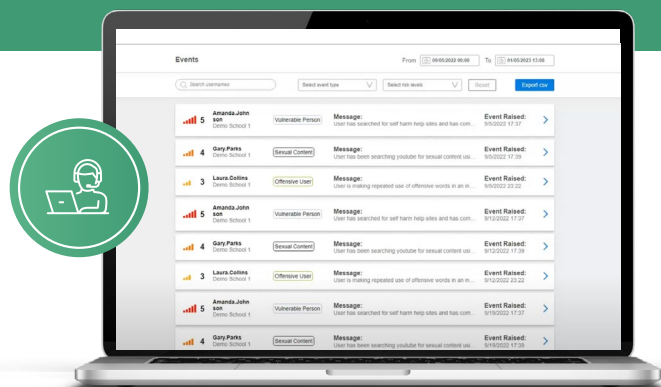 Events From 09/05/2022 00:00 To 01/05/2023 13:08
Search usernames Select event type Select risk levels Reset Export csv
5 Amanda.John Vulnerable Person Message: Event Raised:
son User has searched for self harm help sites and has com... 9/5/2022 17:37
Demo School 1
4 Gary.Parks Sexual Content Message: Event Raised:
Demo School 1 User has been searching youtube for sexual content usi... 9/5/2022 17:39
3 Laura.Collins Offensive User Message: Event Raised:
Demo School 1 User is making repeated use of offensive words in an in... 9/5/2022 23:22
5 Amanda.John Vulnerable Person Message: Event Raised:
son User has searched for self harm help sites and has com... 9/12/2022 17:37
Demo School 1
4 Gary.Parks Sexual Content Message: Event Raised:
Demo School 1 User has been searching youtube for sexual content usi... 9/12/2022 17:39
3 Laura.Collins Offensive User Message: Event Raised:
Demo School 1 User is making repeated use of offensive words in an in... 9/12/2022 23:22
5 Amanda.John Vulnerable Person Message: Event Raised:
son User has searched for self harm help sites and has com... 9/19/2022 17:37
Demo School 1
4 Gary.Parks Sexual Content Message: Event Raised:
Demo School 1 User has been searching youtube for sexual content usi... 9/19/2022 17:39